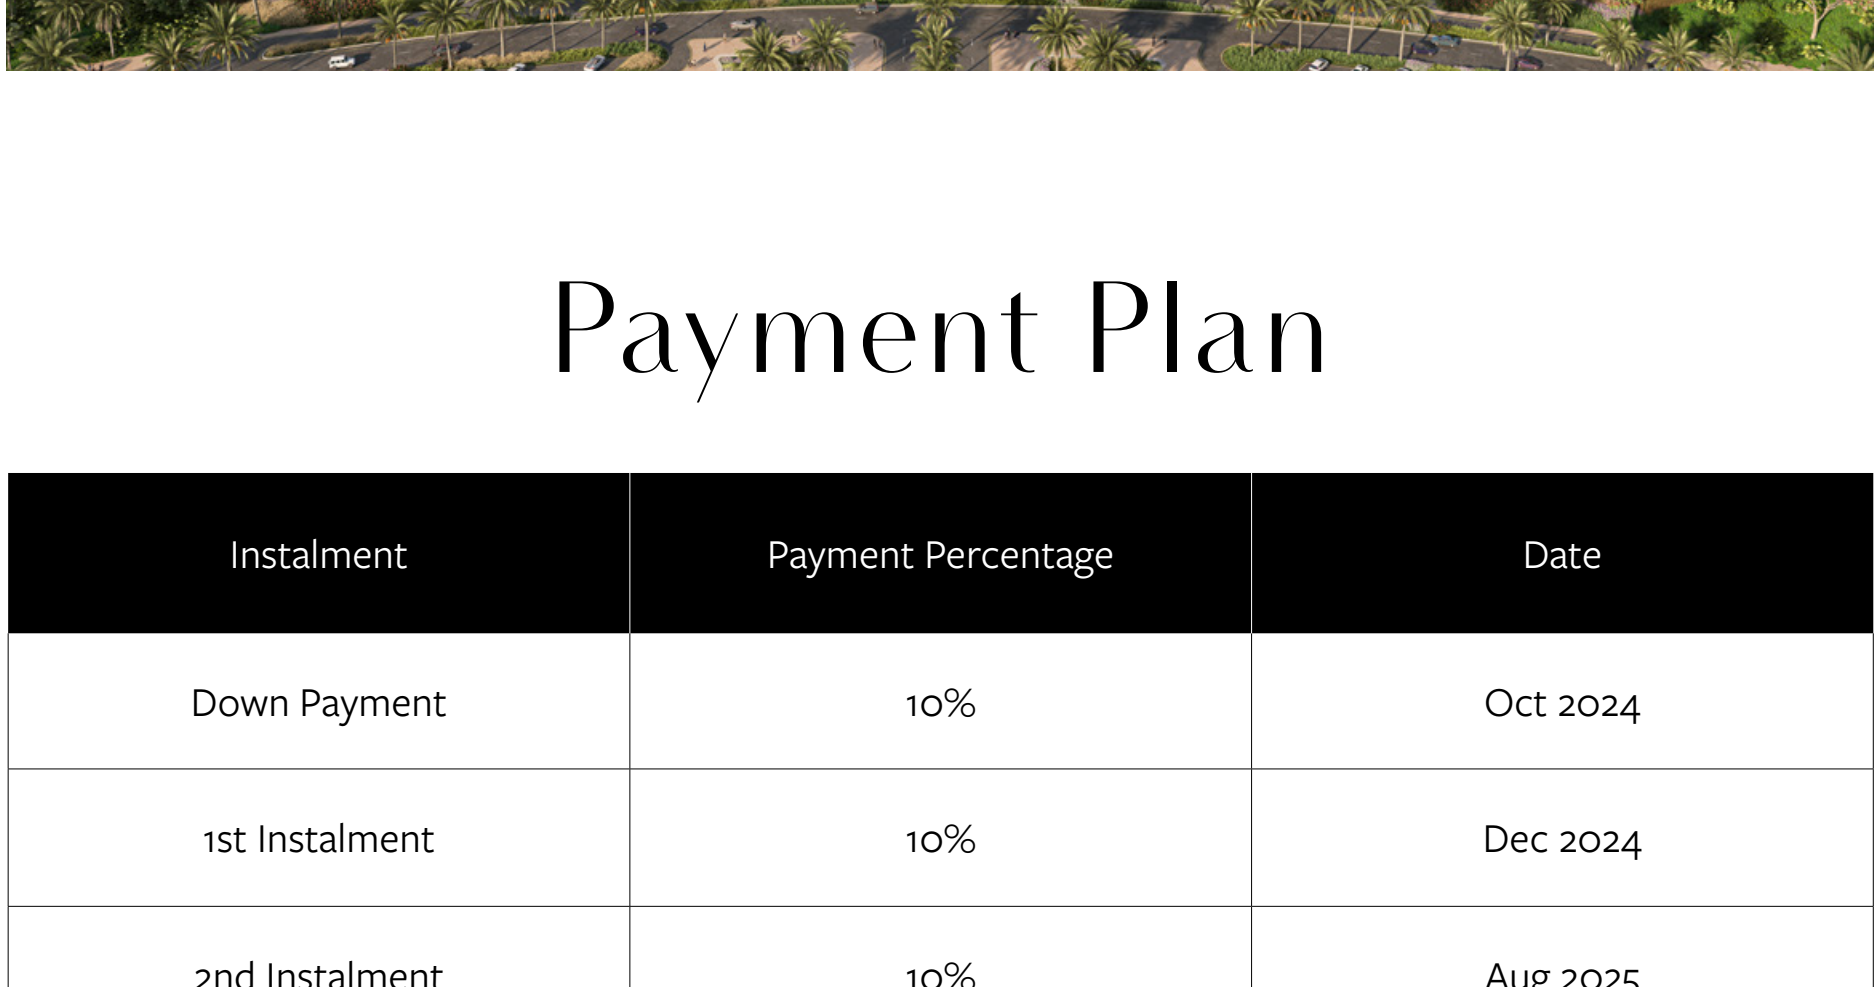 Payment Plan
Instalment Payment Percentage Date
Down Payment 10% Oct 2024
1st Instalment 10% Dec 2024
2nd Instalment 10% Aug 2025